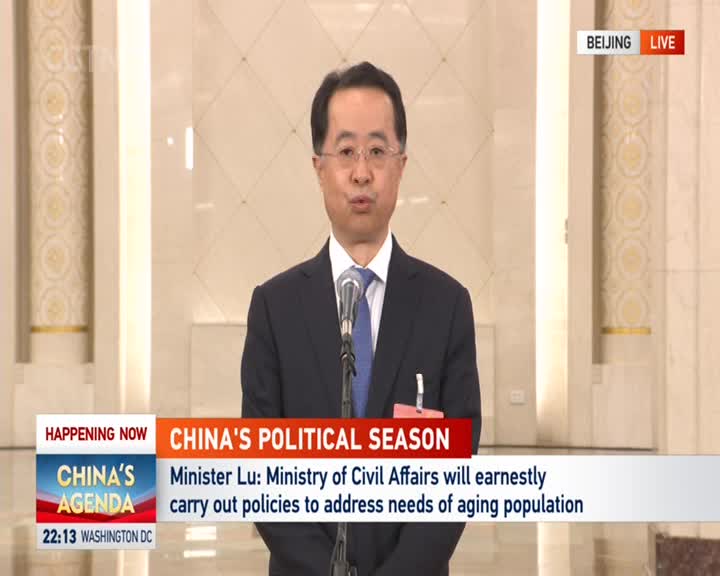 CGTN
BEIJING LIVE
HAPPENING NOW
CHINA'S POLITICAL SEASON
CHINA'S
AGENDA
Minister Lu: Ministry of Civil Affairs will earnestly
carry out policies to address needs of aging population
22:13 WASHINGTON DC